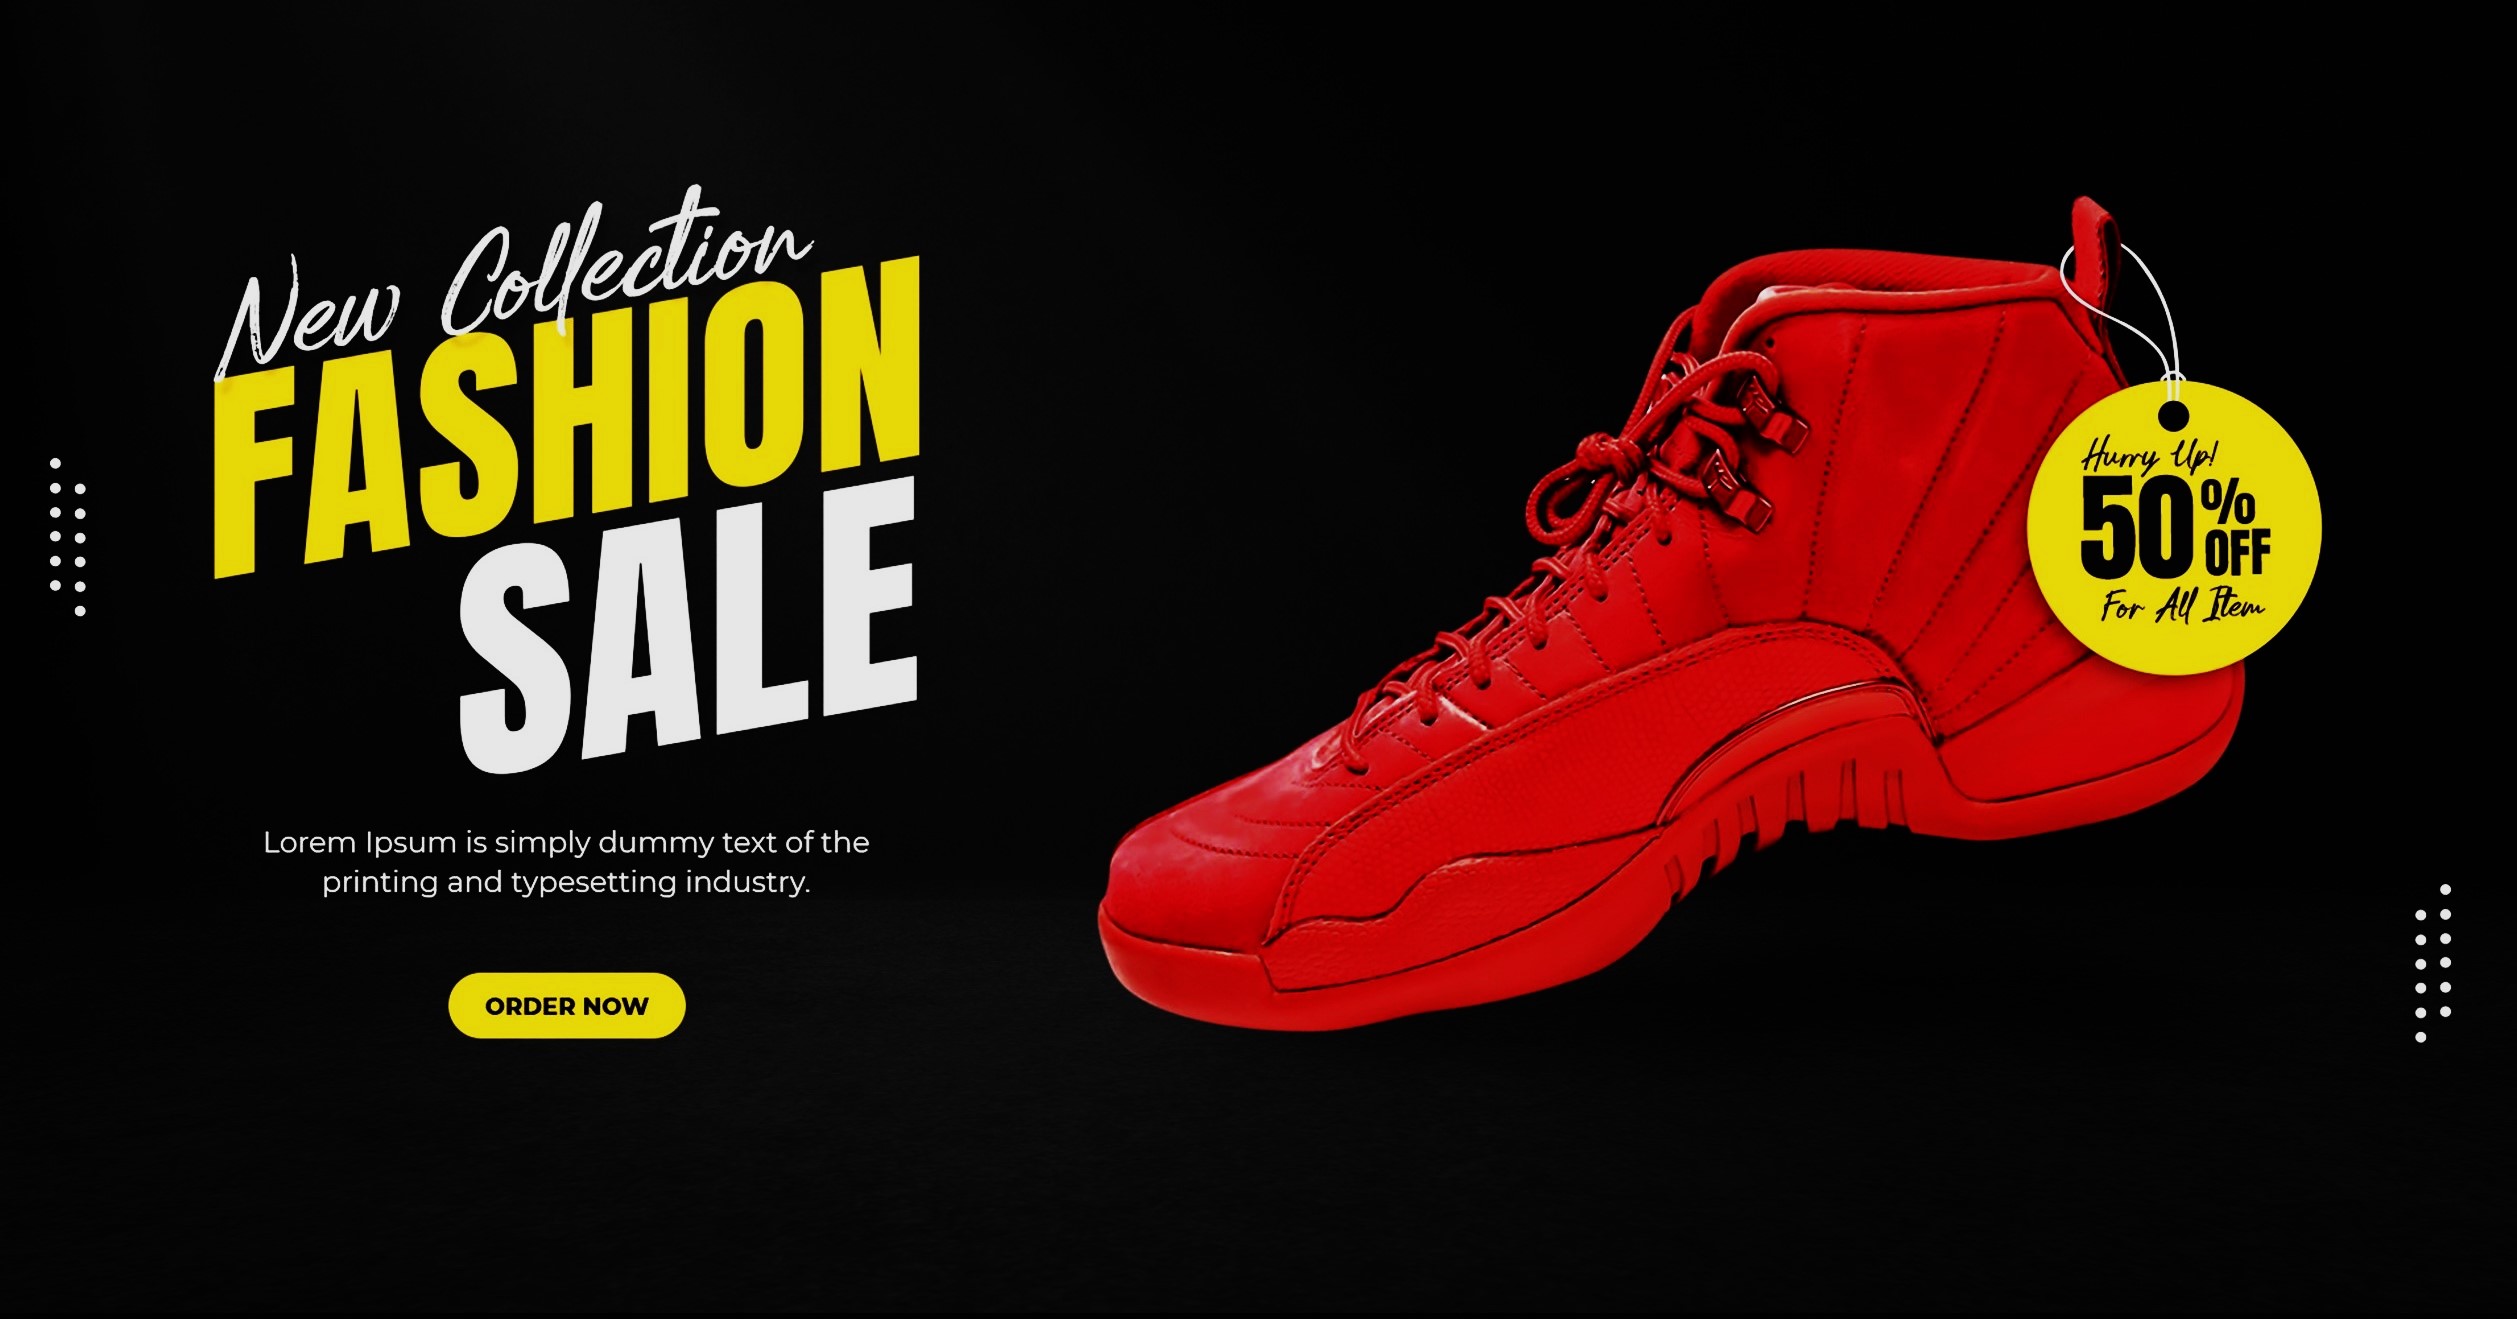 New Collection
FASHION
SALE
Lorem Ipsum is simply dummy text of the
printing and typesetting industry.
ORDER NOW
Hurry Up!
50%
OFF
For All Item